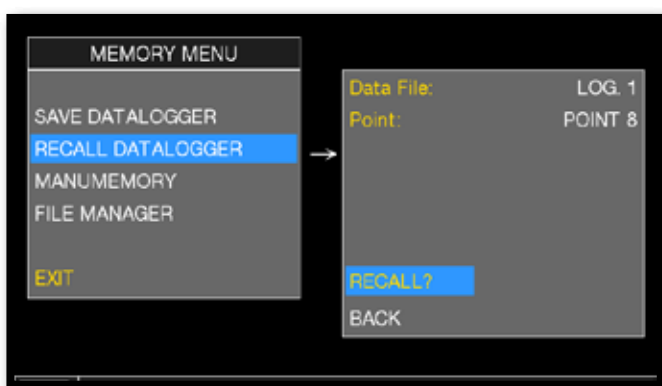 MEMORY MENU
SAVE DATALOGGER
RECALL DATALOGGER
MANUMEMORY
FILE MANAGER
EXIT
→
Data File: LOG. 1
Point: POINT 8
RECALL?
BACK